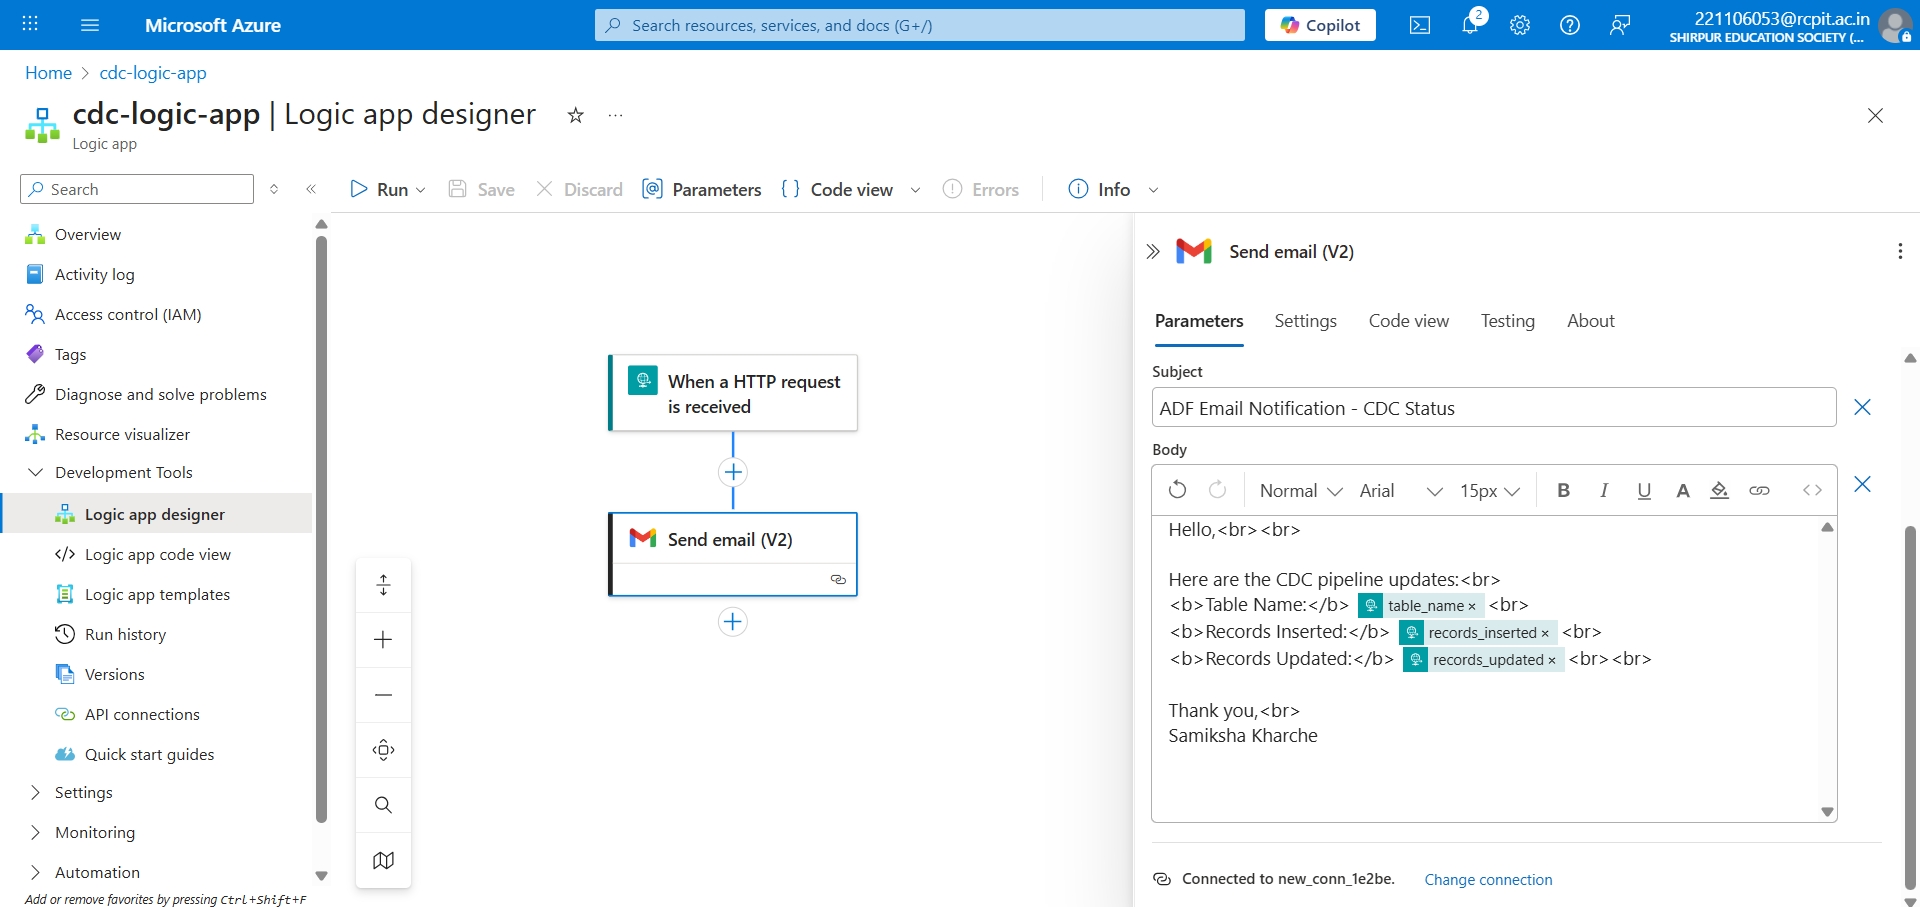 Microsoft Azure
Search resources, services, and docs (G+/)
Copilot
2
221106053@rcpit.ac.in
SHIRPUR EDUCATION SOCIETY (...
Home > cdc-logic-app
cdc-logic-app | Logic app designer
Logic app
Search
Run
Save
Discard
Parameters
Code view
Errors
Info
Overview
Activity log
Access control (IAM)
Tags
Diagnose and solve problems
Resource visualizer
Development Tools
Logic app designer
Logic app code view
Logic app templates
Run history
Versions
API connections
Quick start guides
Settings
Monitoring
Automation
Add or remove favorites by pressing Ctrl+Shift+F
When a HTTP request
is received
Send email (V2)
Send email (V2)
Parameters
Settings
Code view
Testing
About
Subject
ADF Email Notification - CDC Status
Body
Normal
Arial
15px
B I U A
Hello,<br><br>
Here are the CDC pipeline updates:<br>
<b>Table Name:</b> table_name × <br>
<b>Records Inserted:</b> records_inserted × <br>
<b>Records Updated:</b> records_updated × <br><br>
Thank you,<br>
Samiksha Kharche
Connected to new_conn_1e2be.
Change connection